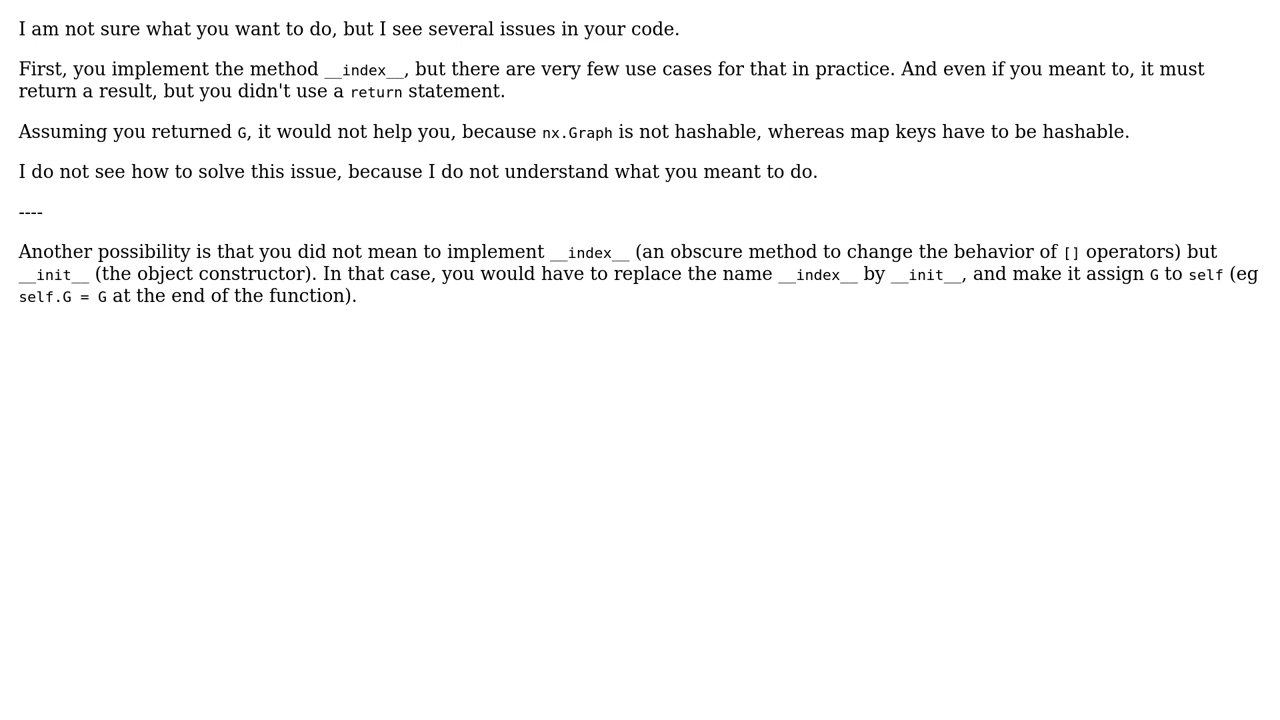 I am not sure what you want to do, but I see several issues in your code.
First, you implement the method __index__, but there are very few use cases for that in practice. And even if you meant to, it must
return a result, but you didn't use a return statement.
Assuming you returned G, it would not help you, because nx.Graph is not hashable, whereas map keys have to be hashable.
I do not see how to solve this issue, because I do not understand what you meant to do.
----
Another possibility is that you did not mean to implement __index__ (an obscure method to change the behavior of [] operators) but
__init__ (the object constructor). In that case, you would have to replace the name __index__ by __init__, and make it assign G to self (eg
self.G = G at the end of the function).